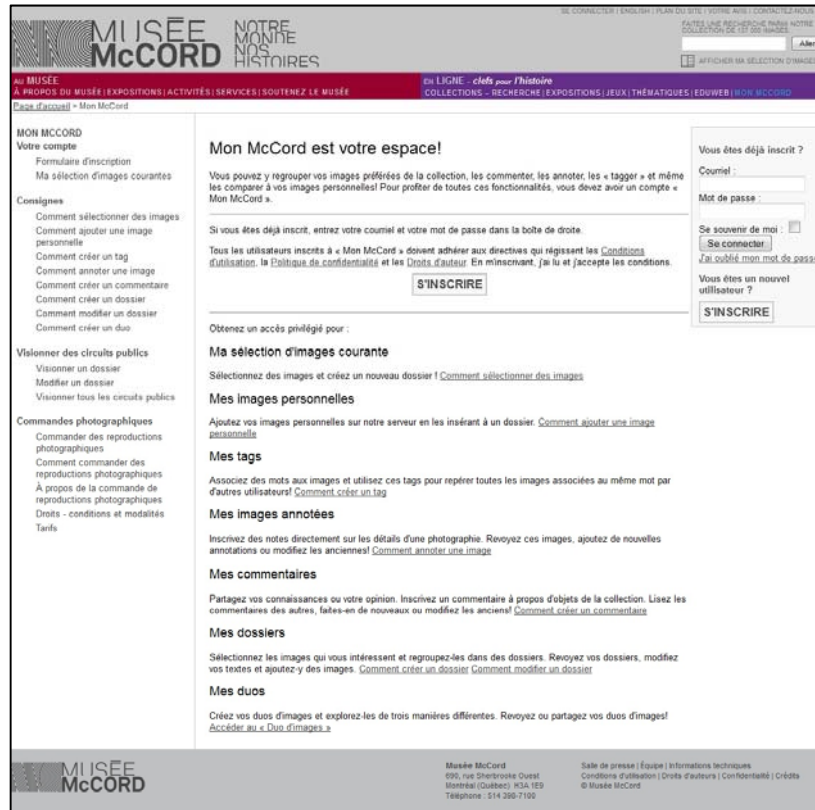 SE CONNECTER | ENGLISH | PLAN DU SITE | VOTRE AVIS | CONTACTEZ-NOUS
MUSÉE
McCORD
NOTRE
MONDE
NOS
HISTOIRES
FAITES UNE RECHERCHE PARMI NOTRE
COLLECTION DE 137 000 IMAGES.
Aller
AFFICHER MA SÉLECTION D'IMAGES
AU MUSÉE
À PROPOS DU MUSÉE | EXPOSITIONS | ACTIVITÉS | SERVICES | SOUTENEZ LE MUSÉE
EN LIGNE - clefs pour l'histoire
COLLECTIONS - RECHERCHE | EXPOSITIONS | JEUX | THÉMATIQUES | EDUWEB | MON MCCORD
Page d'accueil > Mon McCord
MON MCCORD
Votre compte
Formulaire d'inscription
Ma sélection d'images courantes
Consignes
Comment sélectionner des images
Comment ajouter une image
personnelle
Comment créer un tag
Comment annoter une image
Comment créer un commentaire
Comment créer un dossier
Comment modifier un dossier
Comment créer un duo
Visionner des circuits publics
Visionner un dossier
Modifier un dossier
Visionner tous les circuits publics
Commandes photographiques
Commander des reproductions
photographiques
Comment commander des
reproductions photographiques
À propos de la commande de
reproductions photographiques
Droits - conditions et modalités
Tarifs
Mon McCord est votre espace!
Vous pouvez y regrouper vos images préférées de la collection, les commenter, les annoter, les « tagger » et même
les comparer à vos images personnelles! Pour profiter de toutes ces fonctionnalités, vous devez avoir un compte «
Mon McCord ».
Si vous êtes déjà inscrit, entrez votre courriel et votre mot de passe dans la boîte de droite.
Tous les utilisateurs inscrits à « Mon McCord » doivent adhérer aux directives qui régissent les Conditions
d'utilisation, la Politique de confidentialité et les Droits d'auteur. En m'inscrivant, j'ai lu et j'accepte les conditions.
S'INSCRIRE
Obtenez un accès privilégié pour :
Ma sélection d'images courante
Sélectionnez des images et créez un nouveau dossier ! Comment sélectionner des images
Mes images personnelles
Ajoutez vos images personnelles sur notre serveur en les insérant à un dossier. Comment ajouter une image
personnelle
Mes tags
Associez des mots aux images et utilisez ces tags pour repérer toutes les images associées au même mot par
d'autres utilisateurs! Comment créer un tag
Mes images annotées
Inscrivez des notes directement sur les détails d'une photographie. Revoyez ces images, ajoutez de nouvelles
annotations ou modifiez les anciennes! Comment annoter une image
Mes commentaires
Partagez vos connaissances ou votre opinion. Inscrivez un commentaire à propos d'objets de la collection. Lisez les
commentaires des autres, faites-en de nouveaux ou modifiez les anciens! Comment créer un commentaire
Mes dossiers
Sélectionnez les images qui vous intéressent et regroupez-les dans des dossiers. Revoyez vos dossiers, modifiez
vos textes et ajoutez-y des images. Comment créer un dossier Comment modifier un dossier
Mes duos
Créez vos duos d'images et explorez-les de trois manières différentes. Revoyez ou partagez vos duos d'images!
Accéder au « Duo d'images »
Vous êtes déjà inscrit ?
Courriel :
Mot de passe :
Se souvenir de moi :
Se connecter
J'ai oublié mon mot de passe
Vous êtes un nouvel
utilisateur ?
S'INSCRIRE
MUSÉE
McCORD
Musée McCord
690, rue Sherbrooke Ouest
Montréal (Québec) H3A 1E9
Téléphone : 514 398-7100
Salle de presse | Équipe | Informations techniques
Conditions d'utilisation | Droits d'auteurs | Confidentialité | Crédits
© Musée McCord